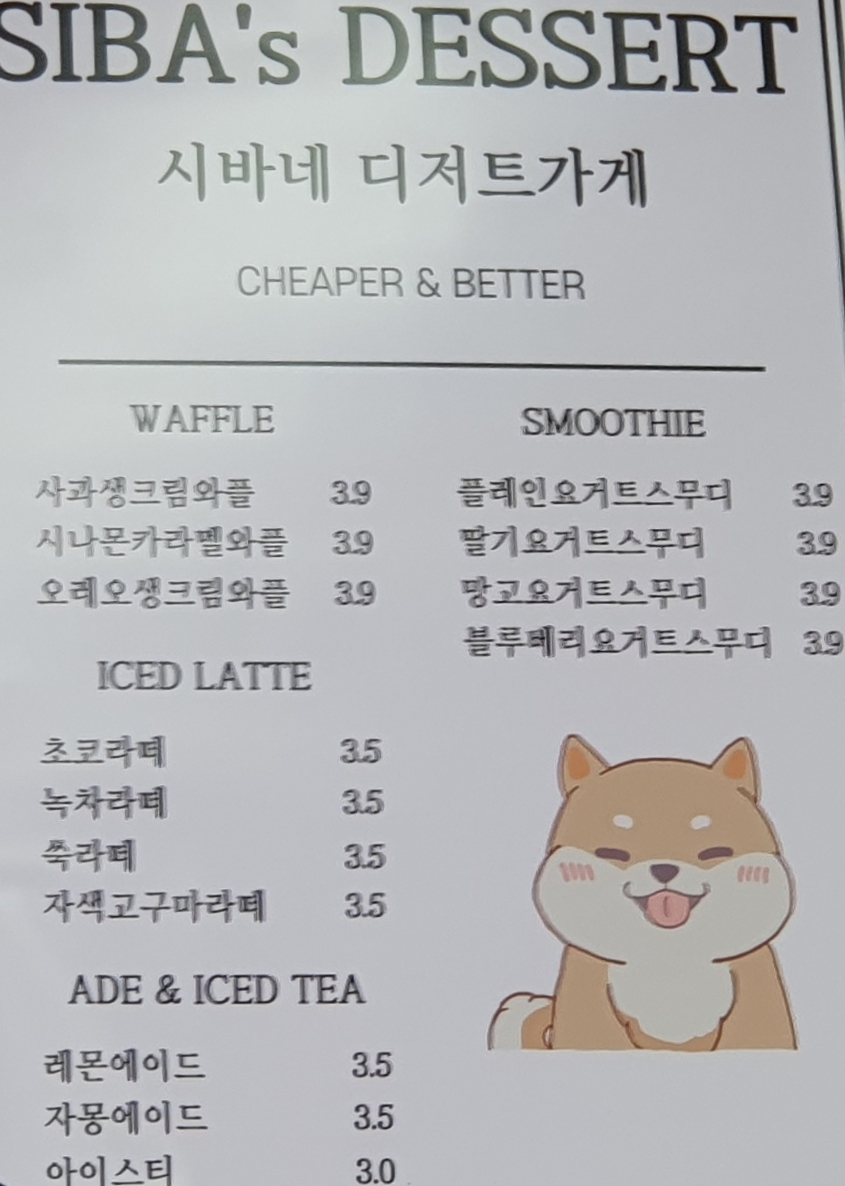 SIBA's DESSERT
시바네 디저트가게
CHEAPER & BETTER
WAFFLE
사과생크림와플 3.9
시나몬카라멜와플 3.9
오레오생크림와플 3.9
ICED LATTE
초코라떼 3.5
녹차라떼 3.5
쑥라떼 3.5
자색고구마라떼 3.5
ADE & ICED TEA
레몬에이드 3.5
자몽에이드 3.5
아이스티 3.0
SMOOTHIE
플레인요거트스무디 3.9
딸기요거트스무디 3.9
망고요거트스무디 3.9
블루베리요거트스무디 3.9